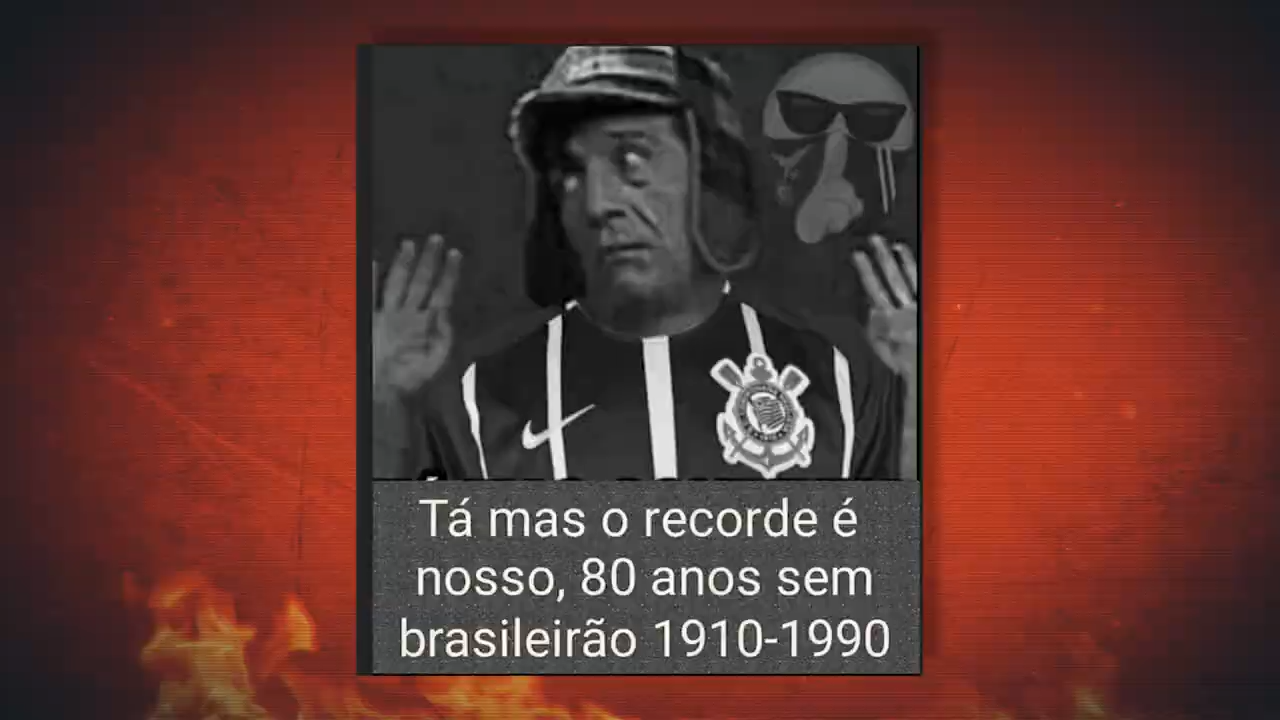 Tá mas o recorde é
nosso, 80 anos sem
brasileirão 1910-1990